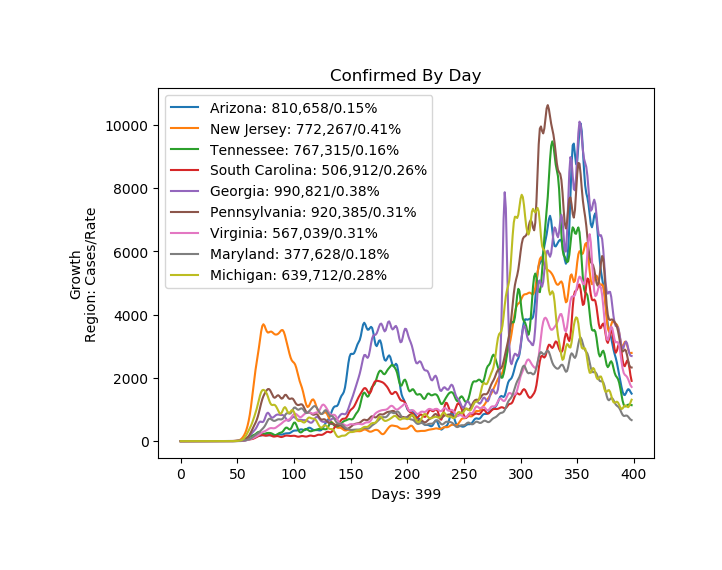 Confirmed By Day
Growth
Region: Cases/Rate
10000
8000
6000
4000
2000
0
Arizona: 810,658/0.15%
New Jersey: 772,267/0.41%
Tennessee: 767,315/0.16%
South Carolina: 506,912/0.26%
Georgia: 990,821/0.38%
Pennsylvania: 920,385/0.31%
Virginia: 567,039/0.31%
Maryland: 377,628/0.18%
Michigan: 639,712/0.28%
0 50 100 150 200 250 300 350 400
Days: 399